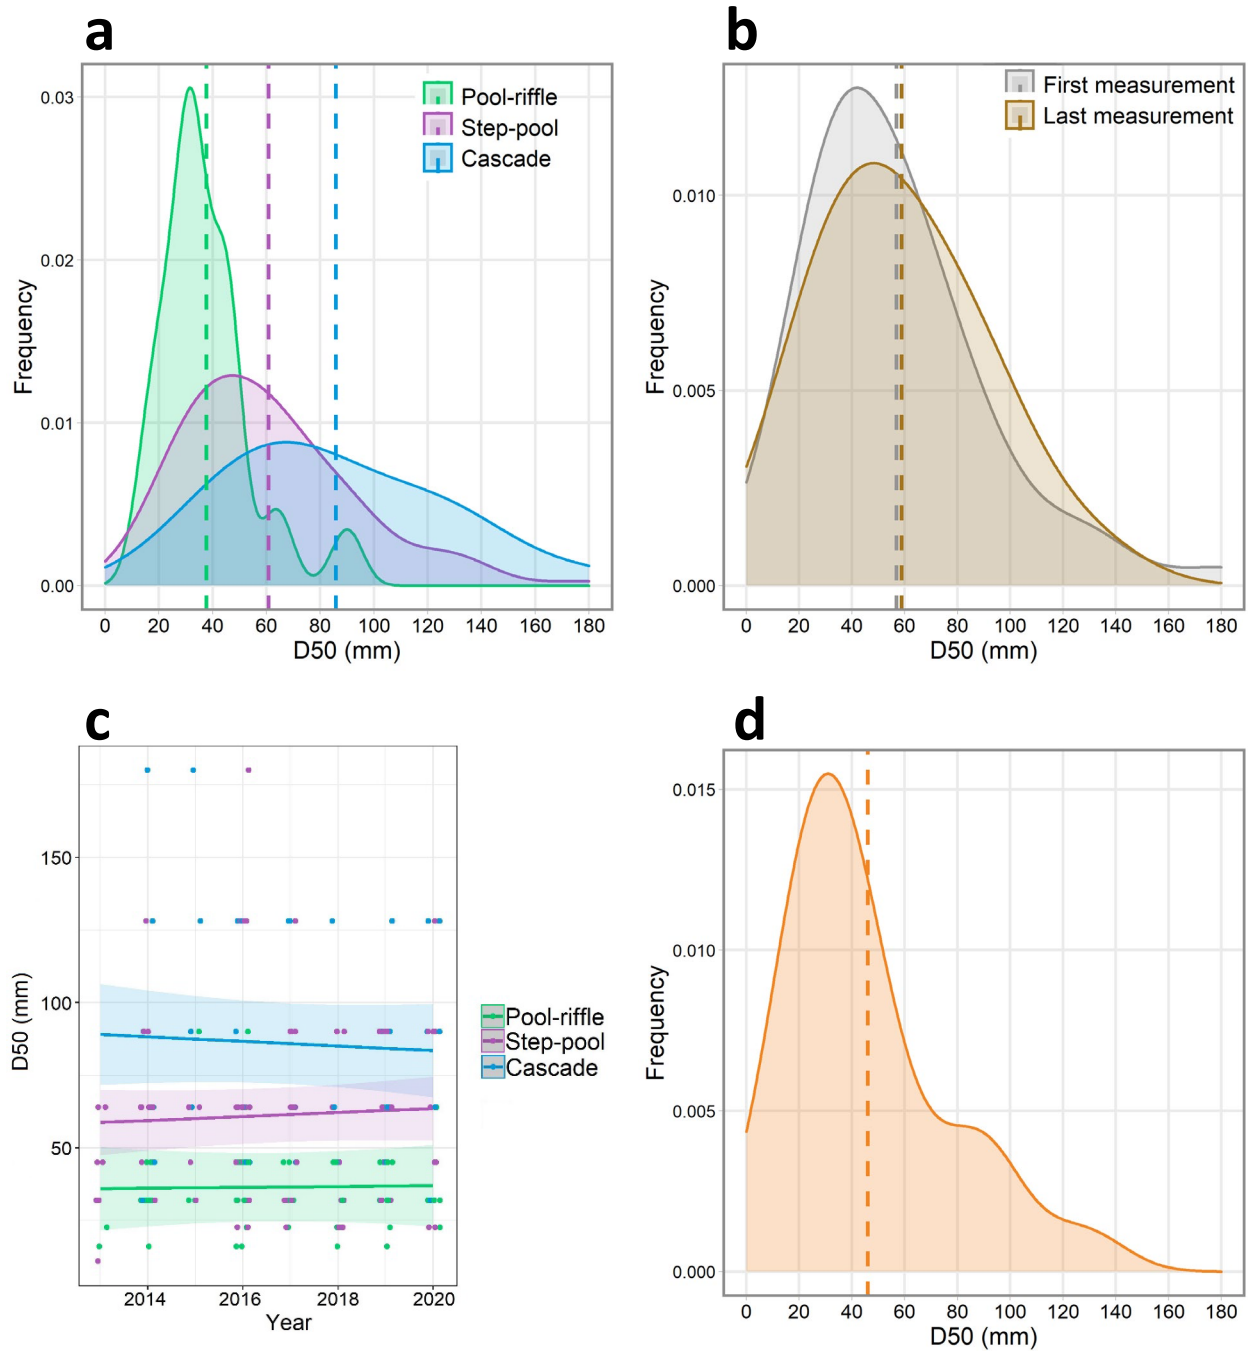 a
0.03
0.02
0.01
0.00
Frequency
0 20 40 60 80 100 120 140 160 180
D50 (mm)
Pool-riffle
Step-pool
Cascade
b
0.010
0.005
0.000
Frequency
0 20 40 60 80 100 120 140 160 180
D50 (mm)
First measurement
Last measurement
c
150
100
50
D50 (mm)
2014 2016 2018 2020
Year
Pool-riffle
Step-pool
Cascade
d
0.015
0.010
0.005
0.000
Frequency
0 20 40 60 80 100 120 140 160 180
D50 (mm)